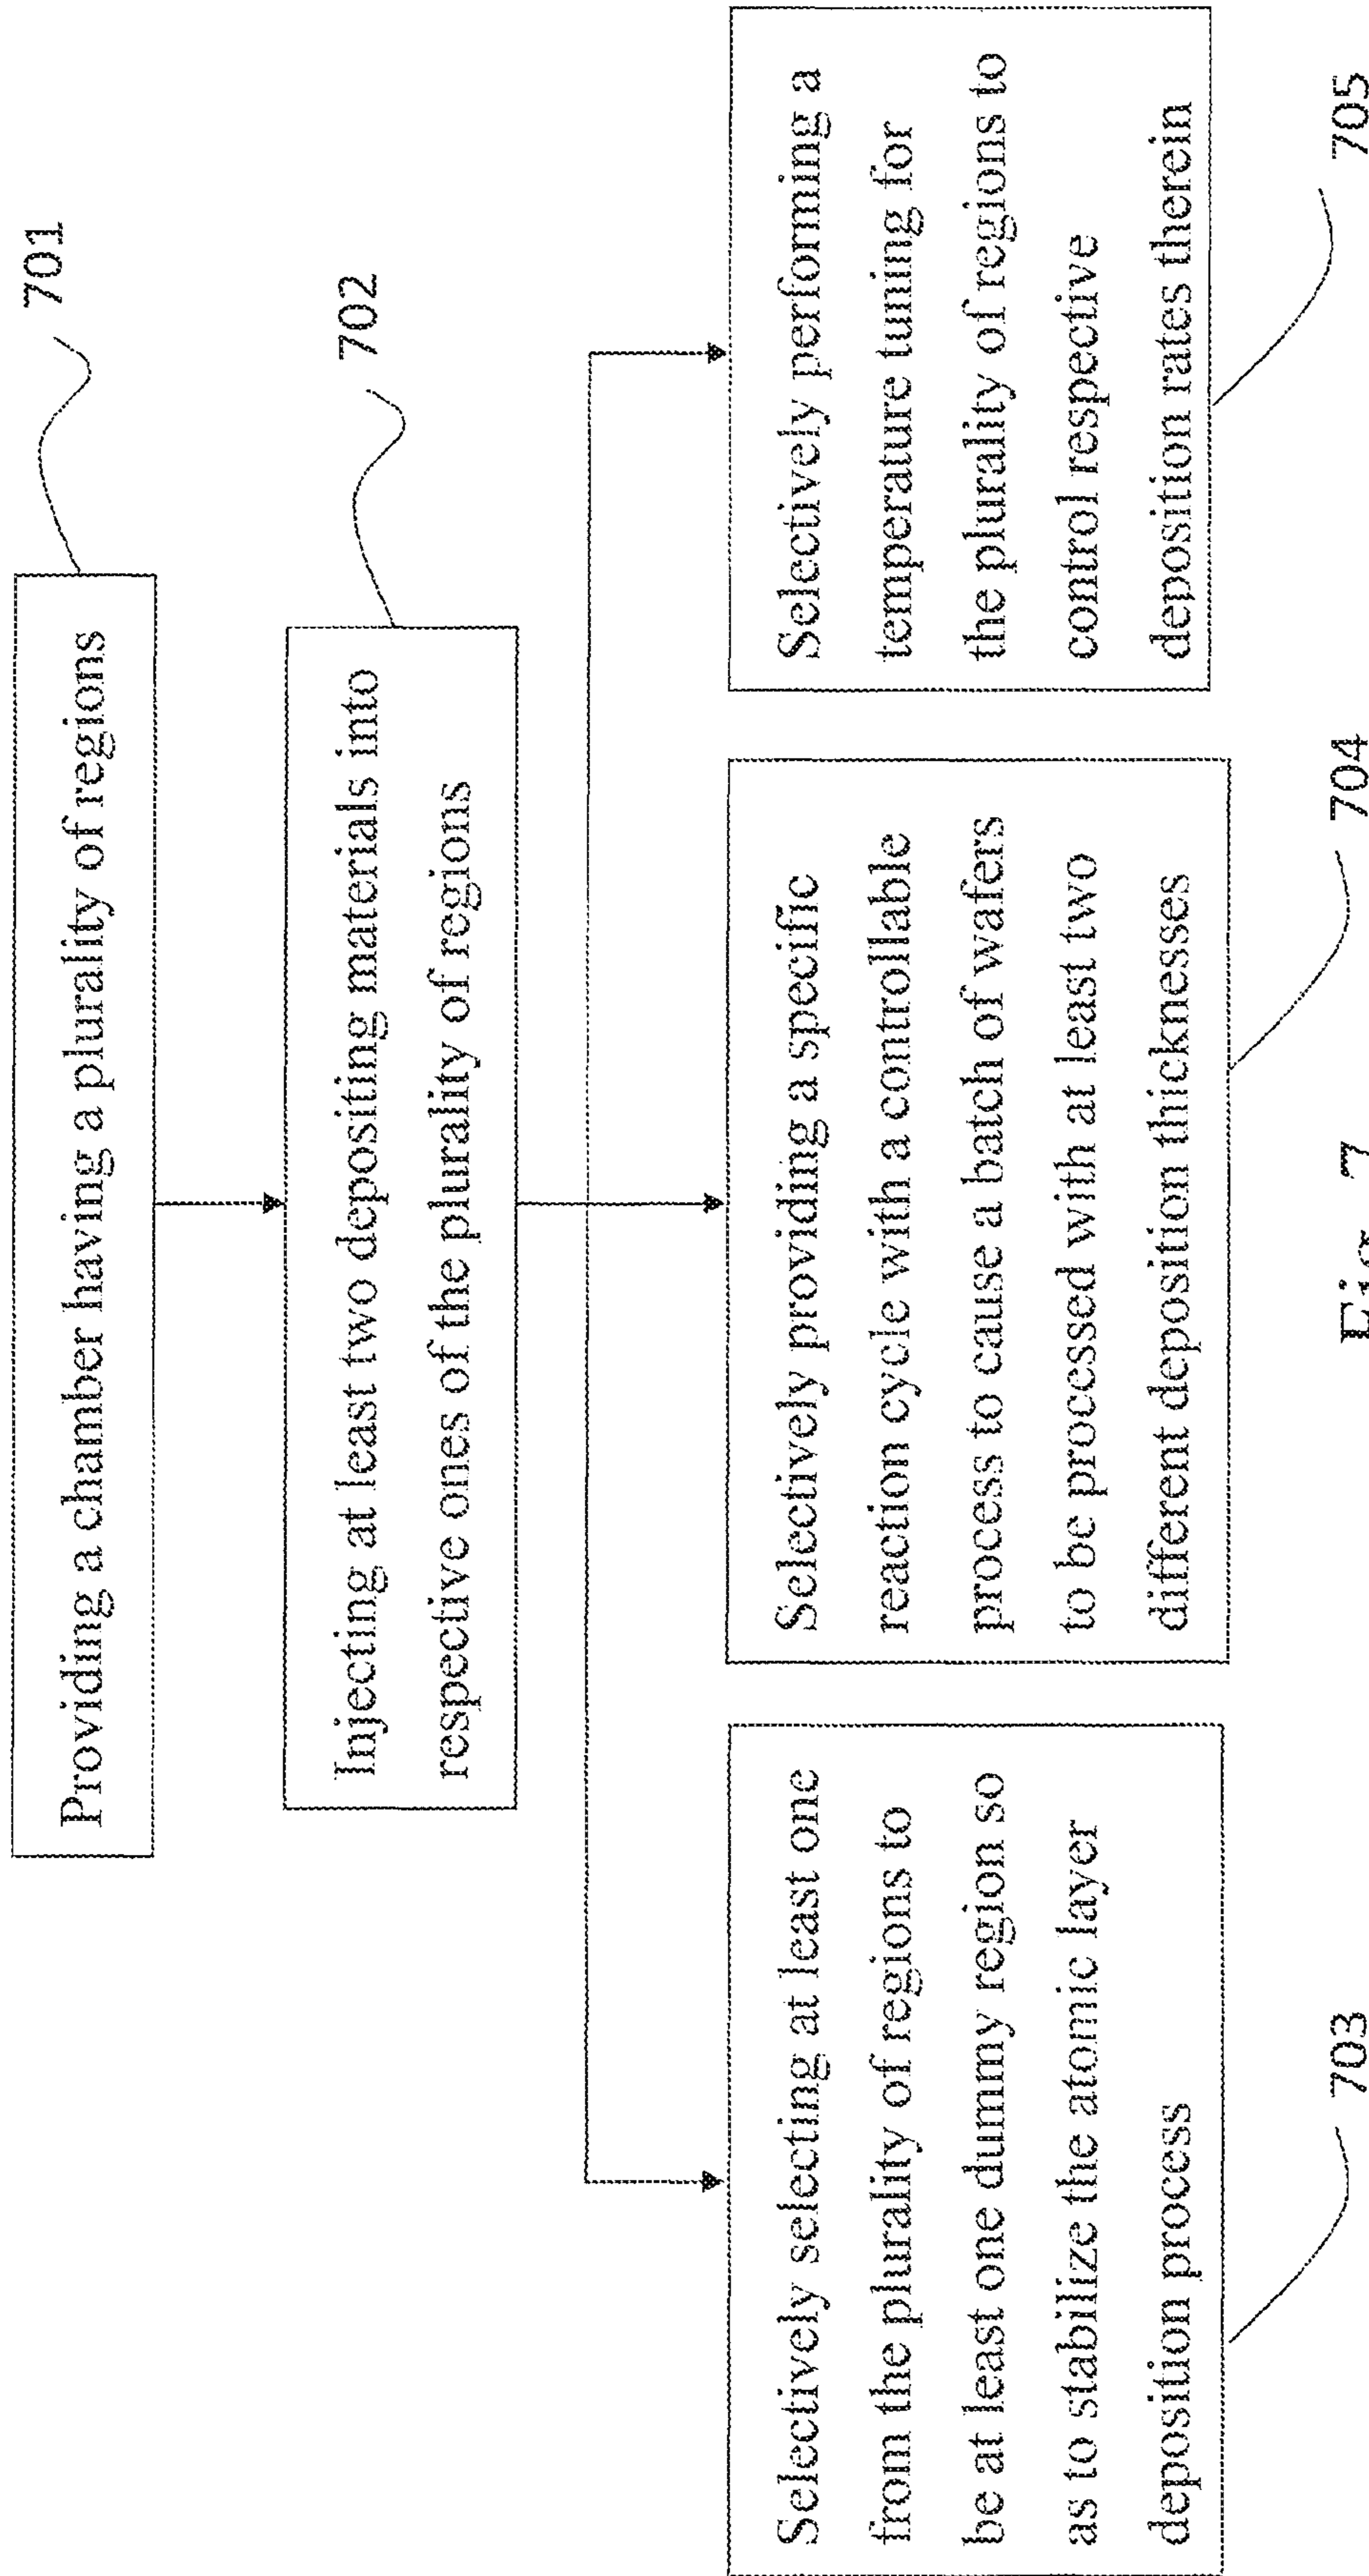 Providing a chamber having a plurality of regions
701
Injecting at least two depositing materials into
respective ones of the plurality of regions
702
Selectively selecting at least one
from the plurality of regions to
be at least one dummy region so
as to stabilize the atomic layer
deposition process
703
Selectively providing a specific
reaction cycle with a controllable
process to cause a batch of wafers
to be processed with at least two
different deposition thicknesses
704
Selectively performing a
temperature tuning for
the plurality of regions to
control respective
deposition rates therein
705
Fig. 7